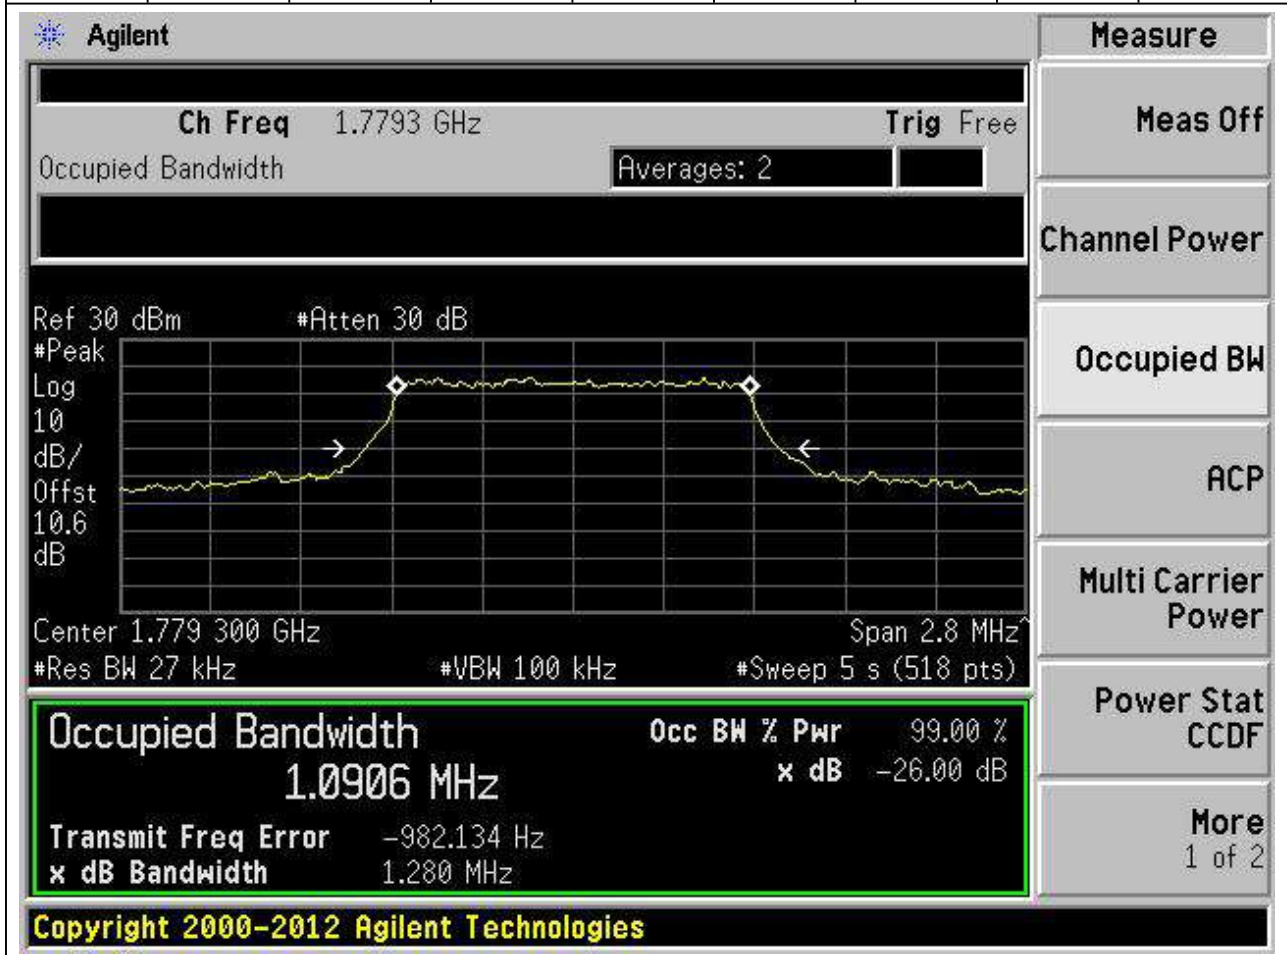 Agilent
Measure
Ch Freq 1.7793 GHz Trig Free
Meas Off
Occupied Bandwidth Averages: 2
Channel Power
Ref 30 dBm #Atten 30 dB
#Peak
Log
10
dB/
Offst
10.6
dB
Occupied BW
ACP
Center 1.779 300 GHz Span 2.8 MHz^
#Res BW 27 kHz #VBW 100 kHz #Sweep 5 s (518 pts)
Multi Carrier
Power
Occupied Bandwidth Occ BW % Pwr 99.00 %
1.0906 MHz x dB -26.00 dB
Power Stat
CCDF
Transmit Freq Error -982.134 Hz
x dB Bandwidth 1.280 MHz
More
1 of 2
Copyright 2000-2012 Agilent Technologies